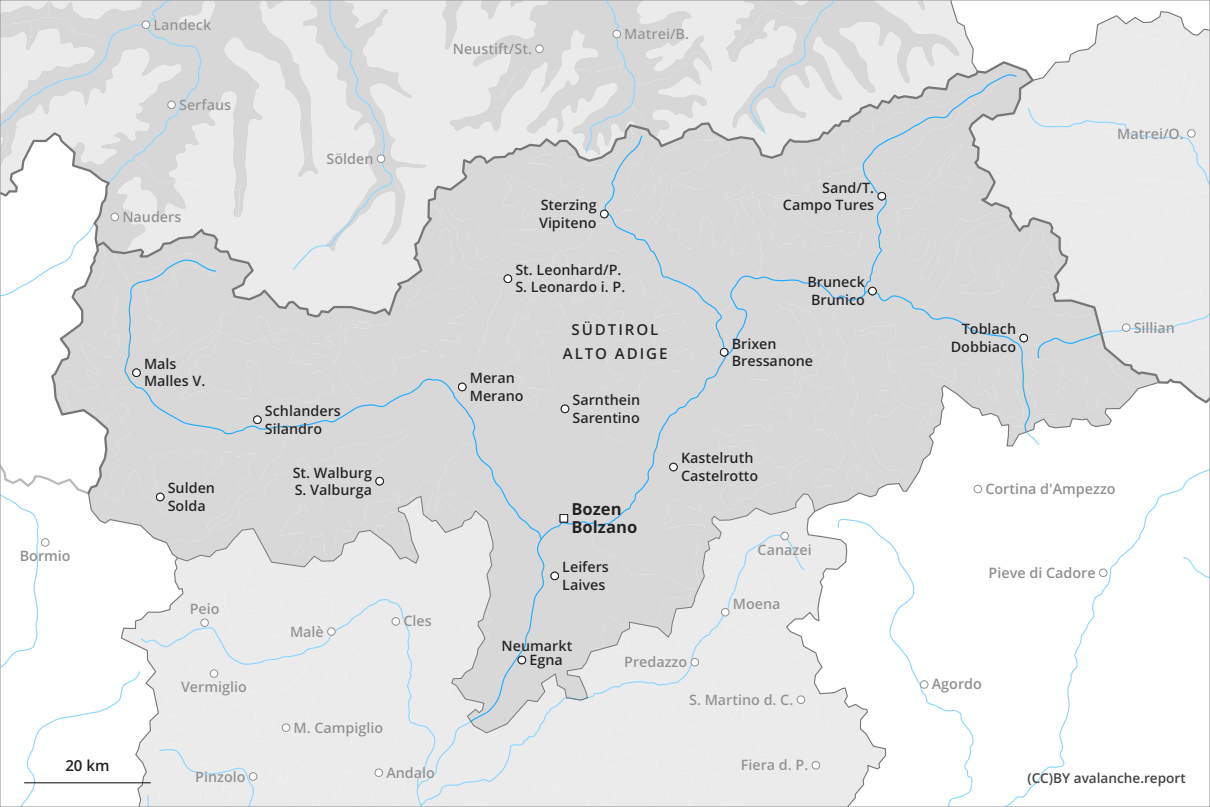 Landeck
Matrei/B.
Neustift/St.
Serfaus
Matrei/O.
Sölden
Nauders
Sand/T.
Campo Tures
Sterzing
Vipiteno
St. Leonhard/P.
S. Leonardo i. P.
Bruneck
Brunico
SÜDTIROL
ALTO ADIGE
Toblach
Dobbiaco
Sillian
Brixen
Bressanone
Mals
Malles V.
Meran
Merano
Sarnthein
Sarentino
Schlanders
Silandro
Kastelruth
Castelrotto
St. Walburg
S. Valburga
Sulden
Solda
Cortina d'Ampezzo
Bozen
Bolzano
Bormio
Canazei
Leifers
Laives
Pieve di Cadore
Peio
Malè
Cles
Moena
Neumarkt
Egna
Predazzo
Vermiglio
Agordo
S. Martino d. C.
M. Campiglio
20 km
Pinzolo
Andalo
Fiera d. P.
(CC)BY avalanche.report